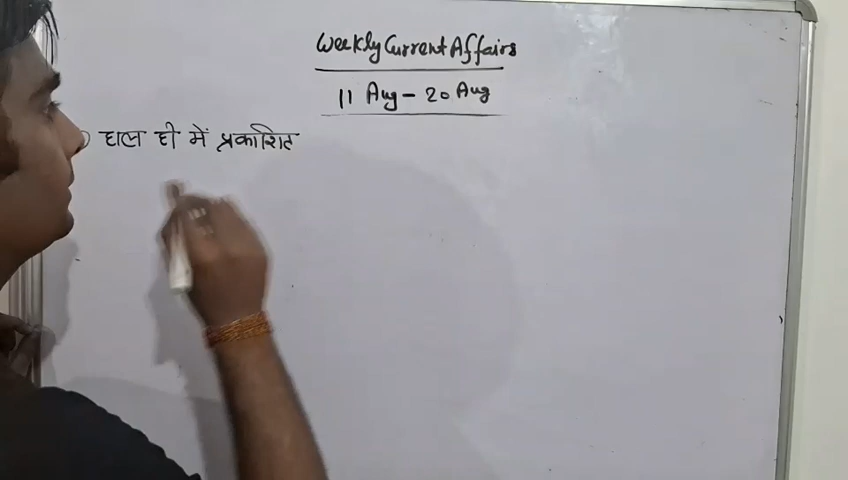 Weekly Current Affairs
11 Aug - 20 Aug
) हाल ही में प्रकाशित